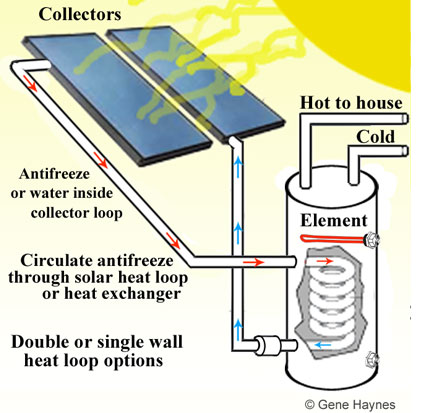 Collectors
Hot to house
Cold
Antifreeze
or water inside
collector loop
Element
Circulate antifreeze
through solar heat loop
or heat exchanger
Double or single wall
heat loop options
© Gene Haynes